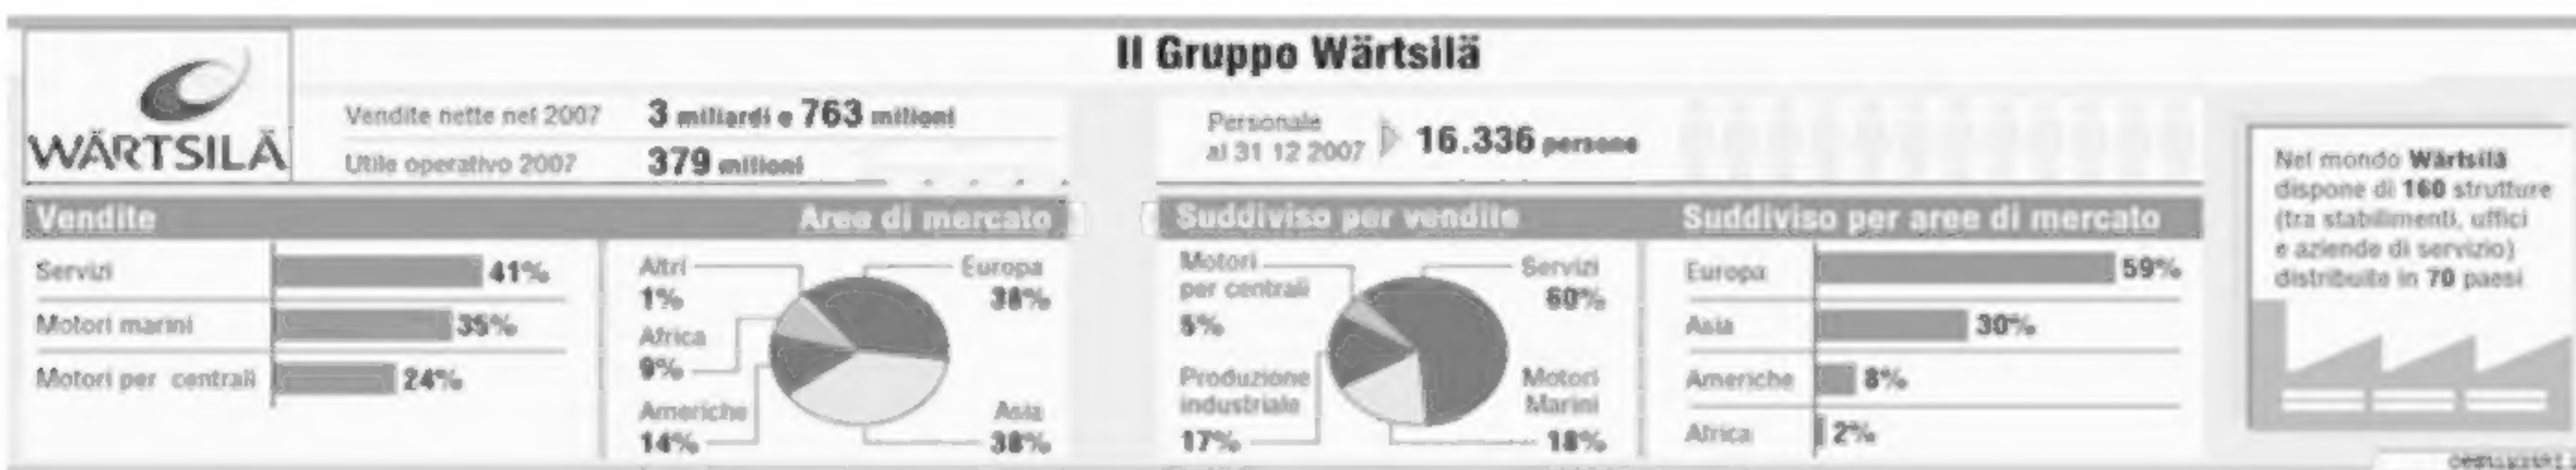 Il Gruppo Wärtsilä
WÄRTSILÄ
Vendite nette nel 2007 3 miliardi e 763 milioni
Utile operativo 2007 379 milioni
Personale
al 31 12 2007 16.336 persone
Vendite
Servizi 41%
Motori marini 35%
Motori per centrali 24%
Aree di mercato
Altri
1%
Africa
9%
Americhe
14%
Europa
38%
Asia
38%
Suddiviso per vendite
Motori
per centrali
5%
Produzione
industriale
17%
Servizi
60%
Motori
Marini
18%
Suddiviso per aree di mercato
Europa 59%
Asia 30%
Americhe 8%
Africa 2%
Nel mondo Wärtsilä
dispone di 160 strutture
(tra stabilimenti, uffici
e aziende di servizio)
distribuite in 70 paesi